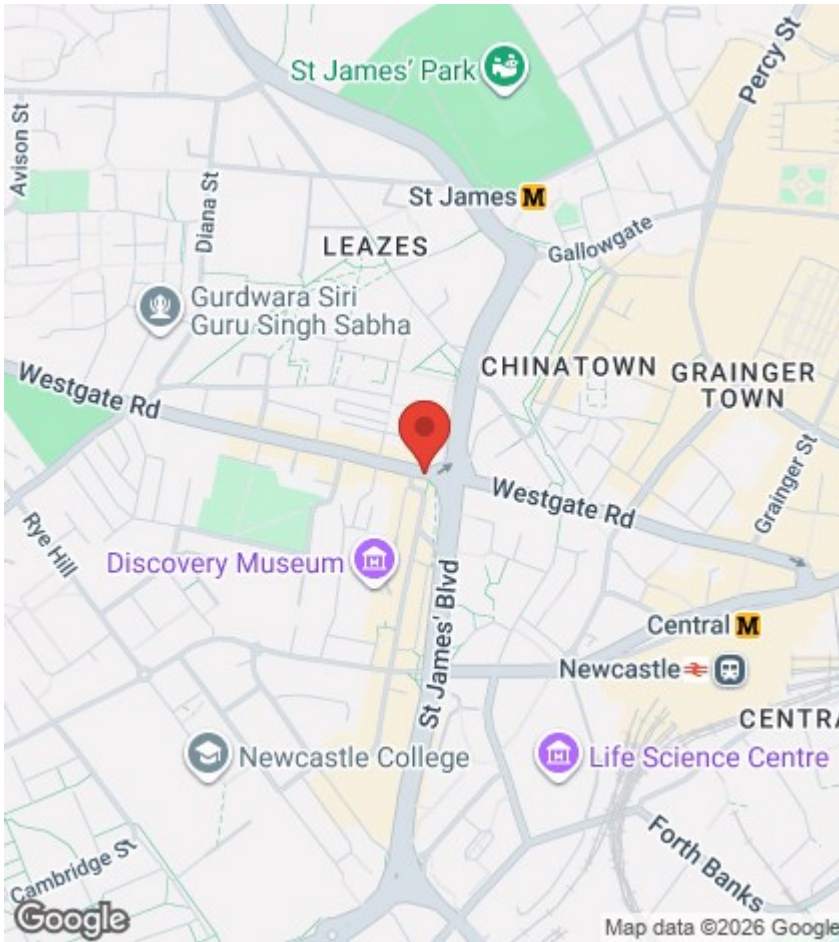 St James' Park
Percy St
Avison St
St James M
Diana St
Gallowgate
LEAZES
Gurdwara Siri
Guru Singh Sabha
CHINATOWN
GRAINGER
TOWN
Westgate Rd
Grainger St
Westgate Rd
Rye Hill
Discovery Museum
St James' Blvd
Central M
Newcastle
CENTRA
Newcastle College
Life Science Centre
Forth Banks
Cambridge St
Google
Map data ©2026 Google